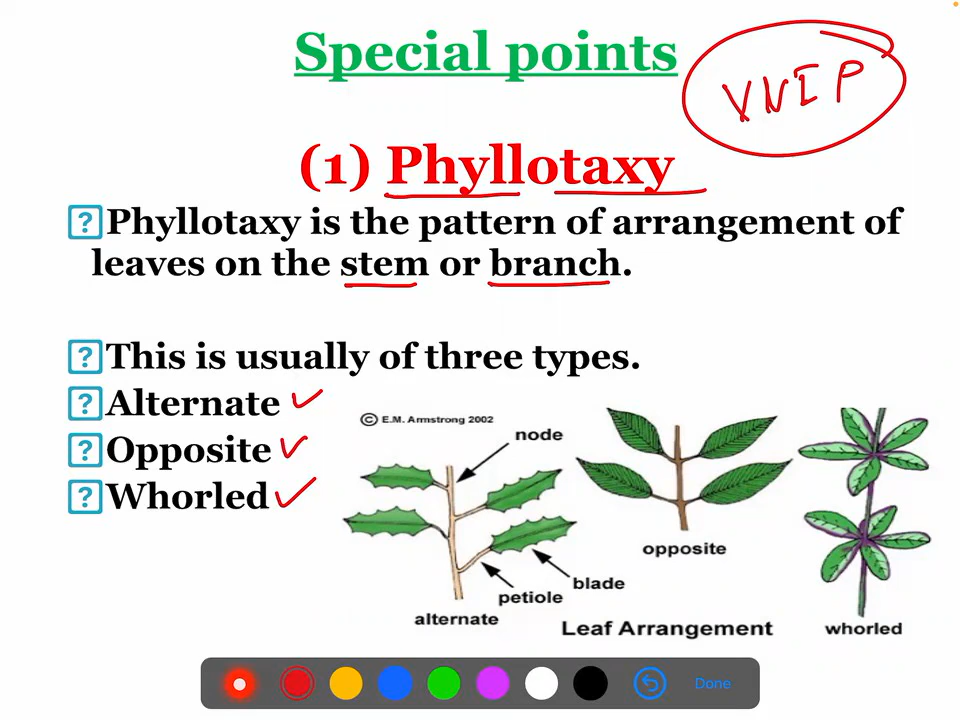 Special points
VNIP
(1) Phyllotaxy
?Phyllotaxy is the pattern of arrangement of
leaves on the stem or branch.
?This is usually of three types.
?Alternate
?Opposite
?Whorled
© E.M. Armstrong 2002
node
opposite
blade
petiole
alternate
Leaf Arrangement
whorled
Done